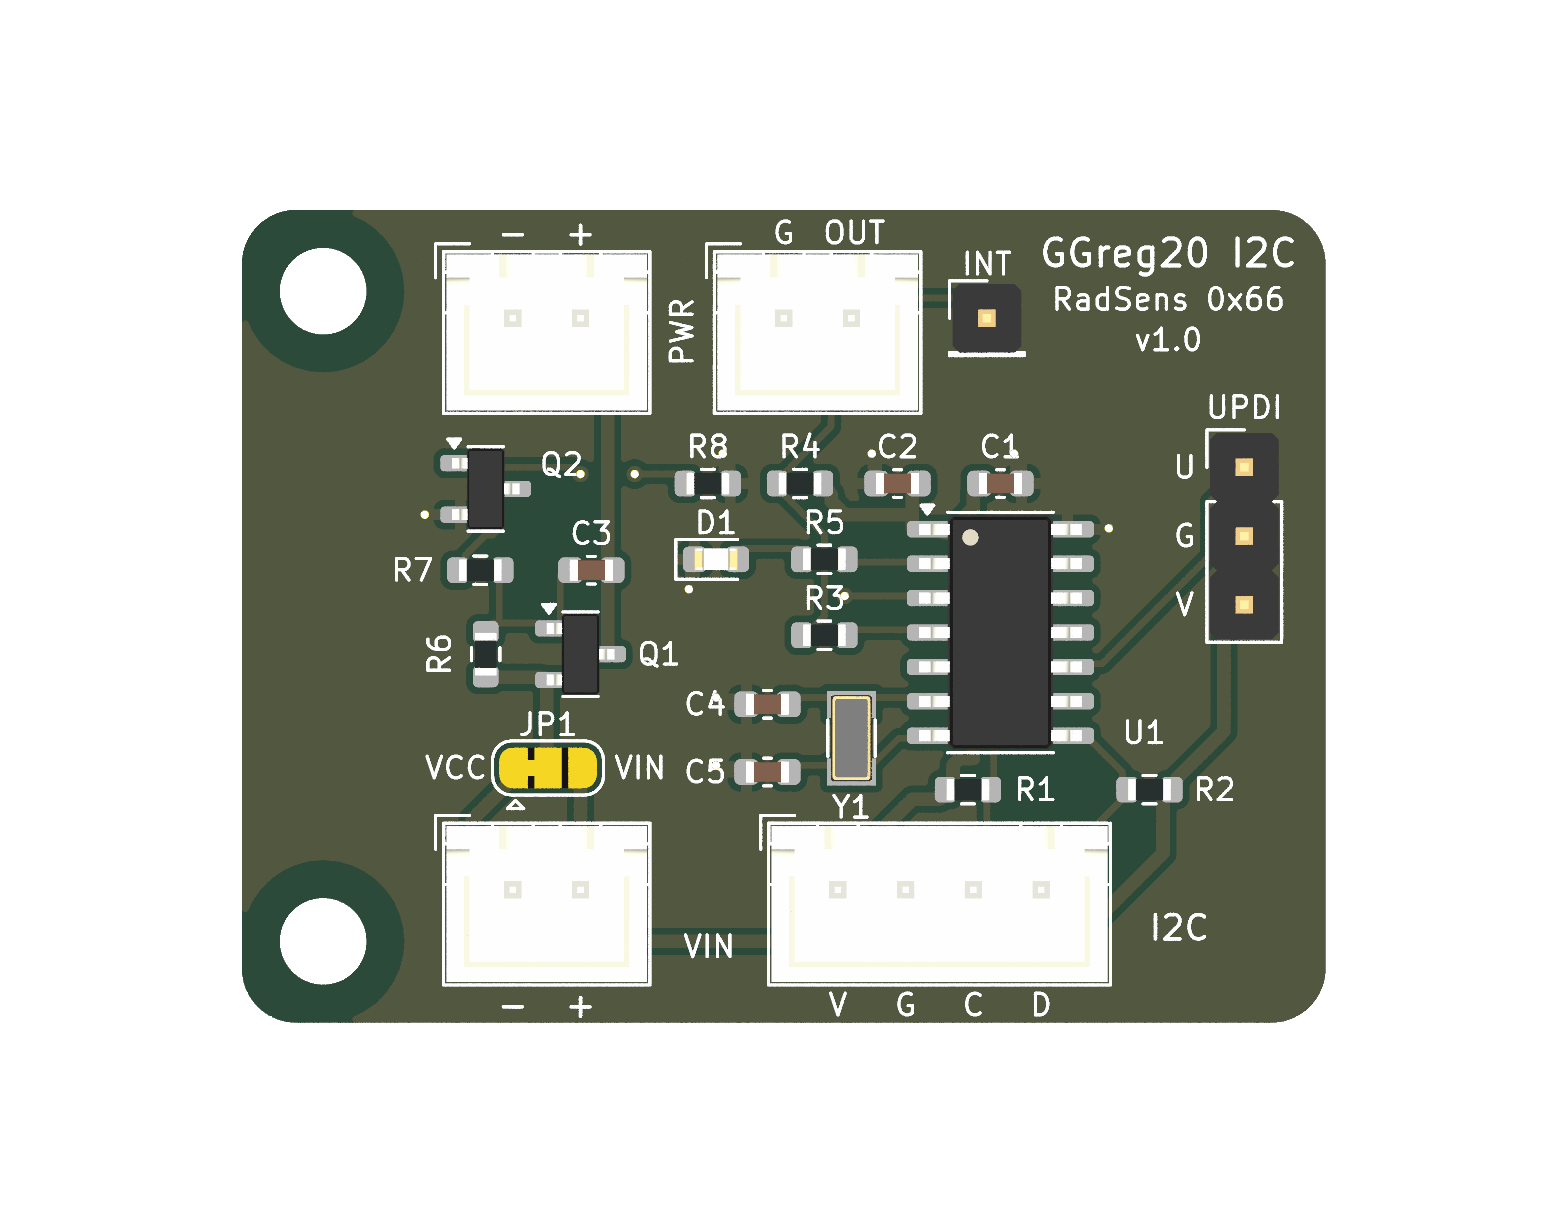 - +
G OUT
INT
GGreg20 I2C
RadSens 0x66
v1.0
PWR
UPDI
U
G
V
Q2
R8
R4
C2
C1
C3
D1
R5
R7
R3
R6
Q1
C4
JP1
U1
VCC
VIN
C5
R1
R2
Y1
I2C
VIN
- +
V G C D